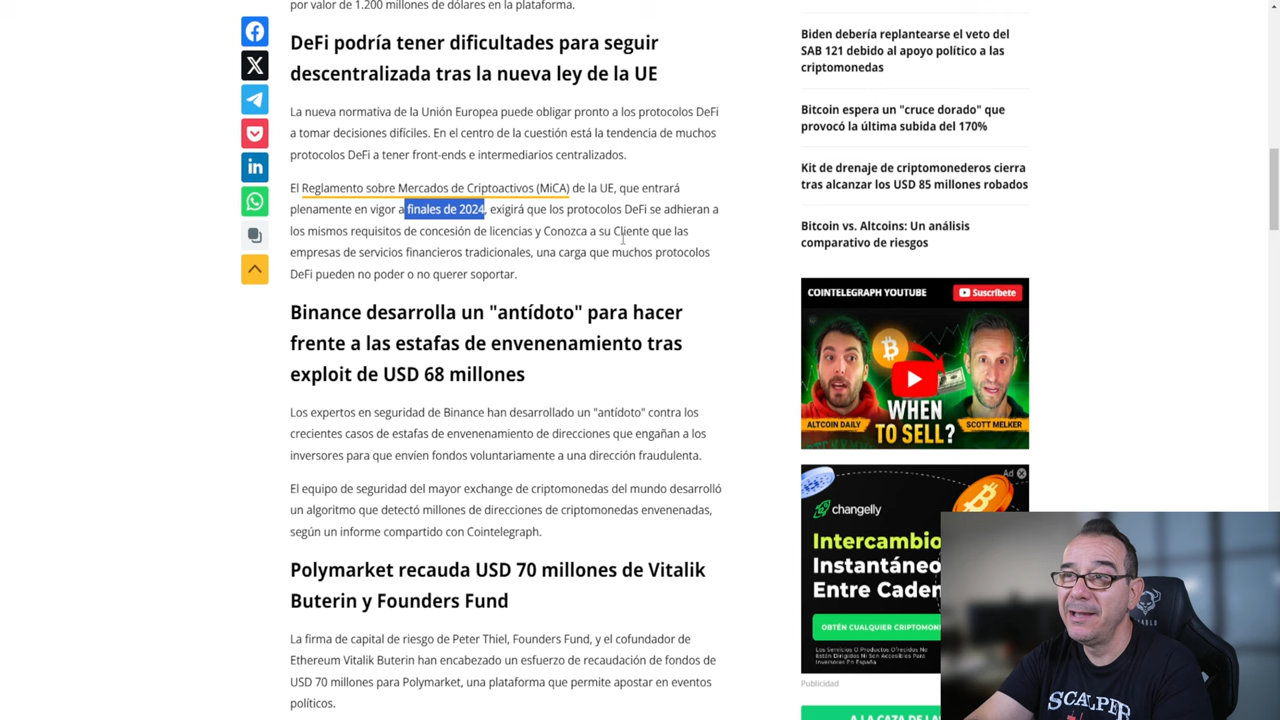 por valor de 1.200 millones de dólares en la plataforma.
DeFi podría tener dificultades para seguir
descentralizada tras la nueva ley de la UE
La nueva normativa de la Unión Europea puede obligar pronto a los protocolos DeFi
a tomar decisiones difíciles. En el centro de la cuestión está la tendencia de muchos
protocolos DeFi a tener front-ends e intermediarios centralizados.
El Reglamento sobre Mercados de Criptoactivos (MiCA) de la UE, que entrará
plenamente en vigor a finales de 2024, exigirá que los protocolos DeFi se adhieran a
los mismos requisitos de concesión de licencias y Conozca a su Cliente que las
empresas de servicios financieros tradicionales, una carga que muchos protocolos
DeFi pueden no poder o no querer soportar.
Binance desarrolla un "antídoto" para hacer
frente a las estafas de envenenamiento tras
exploit de USD 68 millones
Los expertos en seguridad de Binance han desarrollado un "antídoto" contra los
crecientes casos de estafas de envenenamiento de direcciones que engañan a los
inversores para que envíen fondos voluntariamente a una dirección fraudulenta.
El equipo de seguridad del mayor exchange de criptomonedas del mundo desarrolló
un algoritmo que detectó millones de direcciones de criptomonedas envenenadas,
según un informe compartido con Cointelegraph.
Polymarket recauda USD 70 millones de Vitalik
Buterin y Founders Fund
La firma de capital de riesgo de Peter Thiel, Founders Fund, y el cofundador de
Ethereum Vitalik Buterin han encabezado un esfuerzo de recaudación de fondos de
USD 70 millones para Polymarket, una plataforma que permite apostar en eventos
políticos.
Biden debería replantearse el veto del
SAB 121 debido al apoyo político a las
criptomonedas
Bitcoin espera un "cruce dorado" que
provocó la última subida del 170%
Kit de drenaje de criptomonederos cierra
tras alcanzar los USD 85 millones robados
Bitcoin vs. Altcoins: Un análisis
comparativo de riesgos
COINTELEGRAPH YOUTUBE
Suscríbete
WHEN
TO SELL?
ALTCOIN DAILY
SCOTT MELKER
Ad
changelly
Intercambio
Instantáneo
Entre Caden
OBTÉN CUALQUIER CRIPTOMON
Los Servicios O Productos Ofrecidos No
Están Dirigidos Ni Son Accesibles Para
Inversores En España
Publicidad
A LA CAZA DE LA
SCALPER